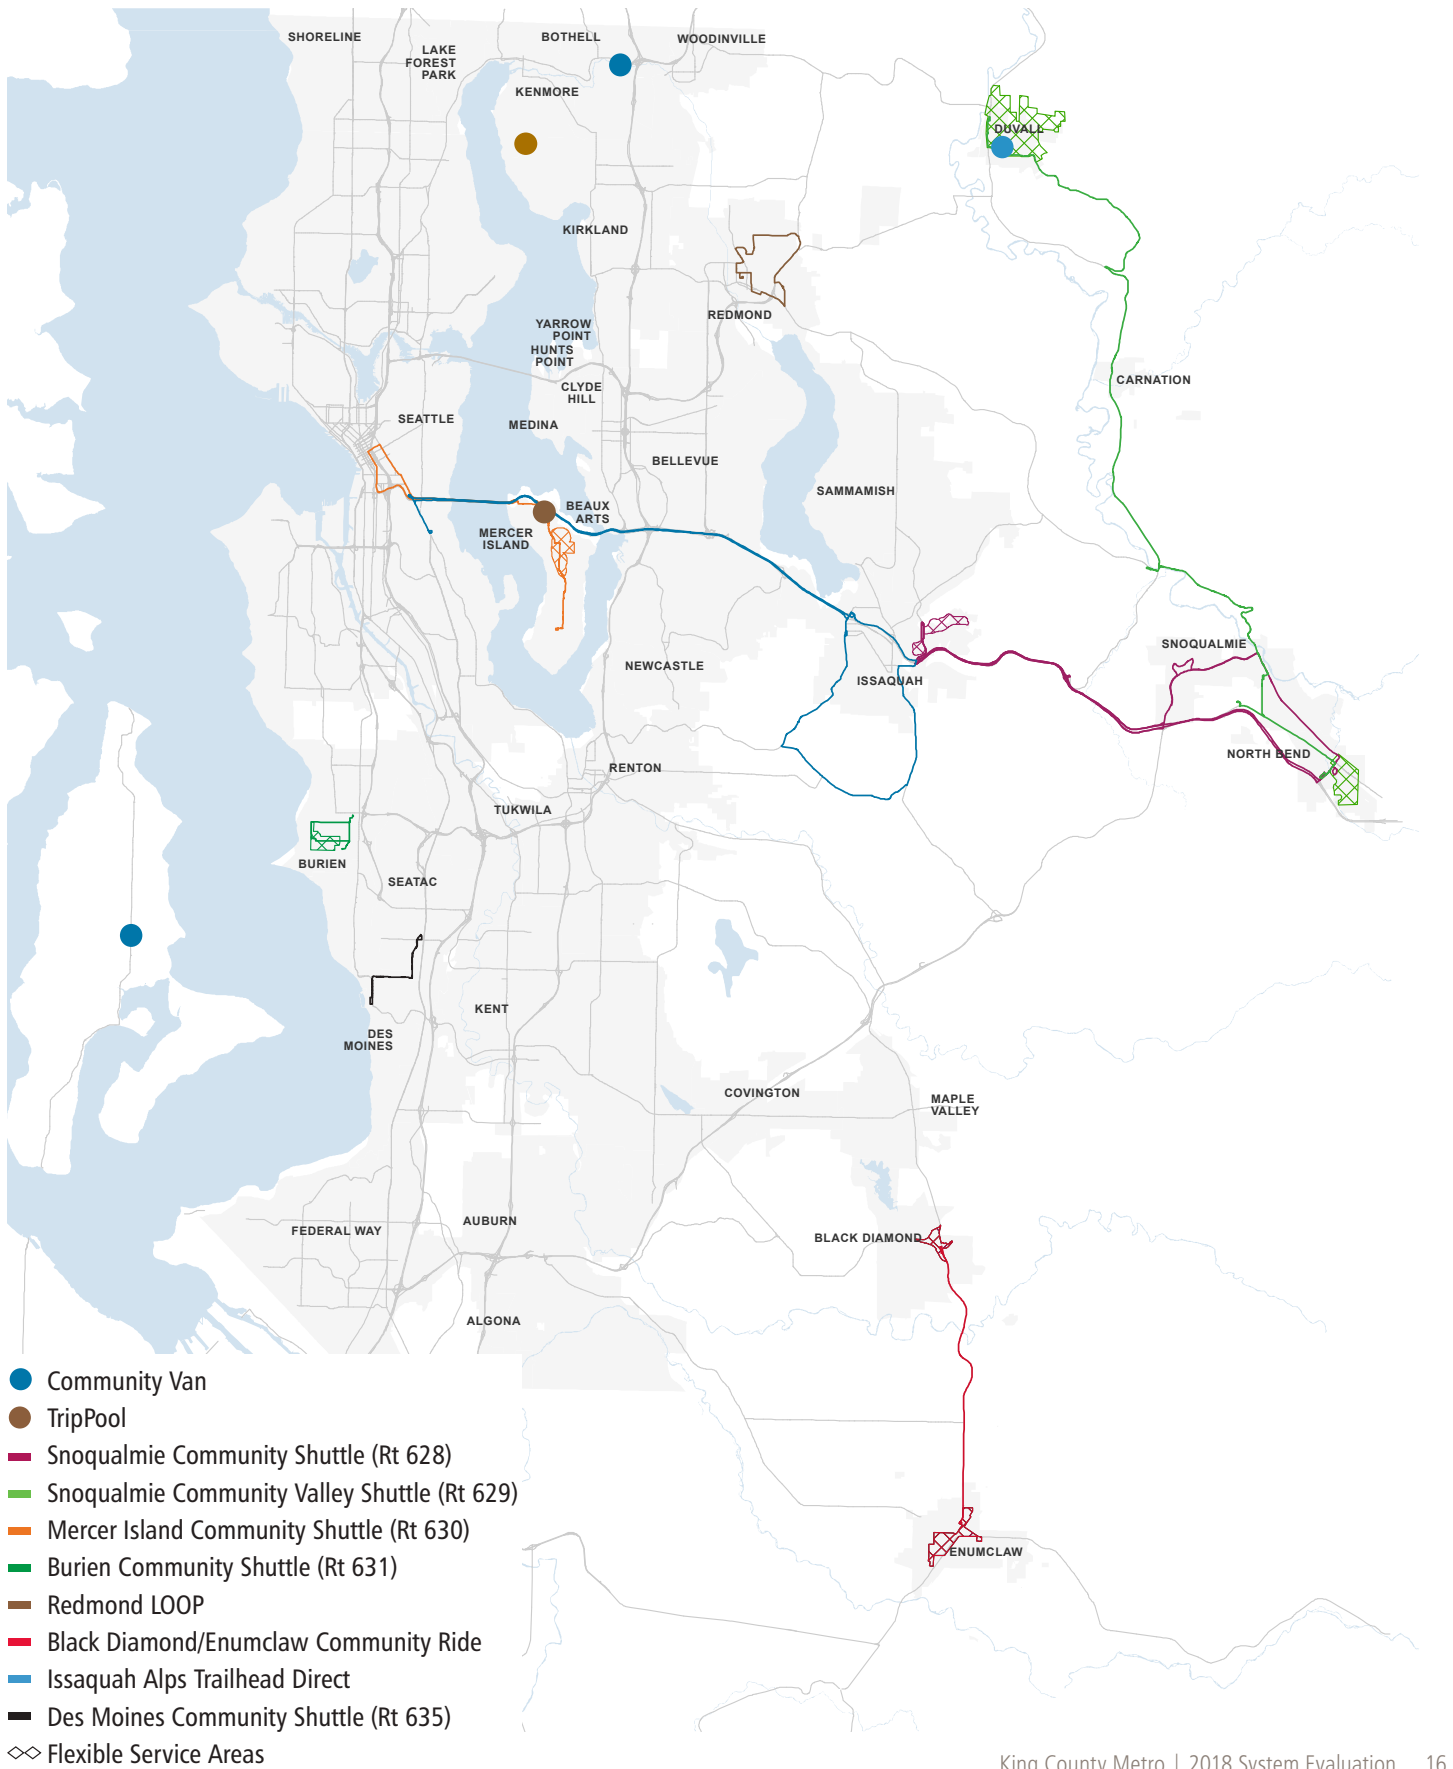 SHORELINE
BOTHELL
WOODINVILLE
LAKE
FOREST
PARK
KENMORE
DUVALL
KIRKLAND
REDMOND
YARROW
POINT
HUNTS
POINT
CLYDE
HILL
CARNATION
SEATTLE
MEDINA
BELLEVUE
SAMMAMISH
BEAUX
ARTS
MERCER
ISLAND
SNOQUALMIE
NEWCASTLE
ISSAQUAH
NORTH BEND
RENTON
TUKWILA
BURIEN
SEATAC
KENT
DES
MOINES
COVINGTON
MAPLE
VALLEY
AUBURN
FEDERAL WAY
BLACK DIAMOND
ALGONA
ENUMCLAW
Community Van
TripPool
Snoqualmie Community Shuttle (Rt 628)
Snoqualmie Community Valley Shuttle (Rt 629)
Mercer Island Community Shuttle (Rt 630)
Burien Community Shuttle (Rt 631)
Redmond LOOP
Black Diamond/Enumclaw Community Ride
Issaquah Alps Trailhead Direct
Des Moines Community Shuttle (Rt 635)
Flexible Service Areas
King County Metro | 2018 System Evaluation 16